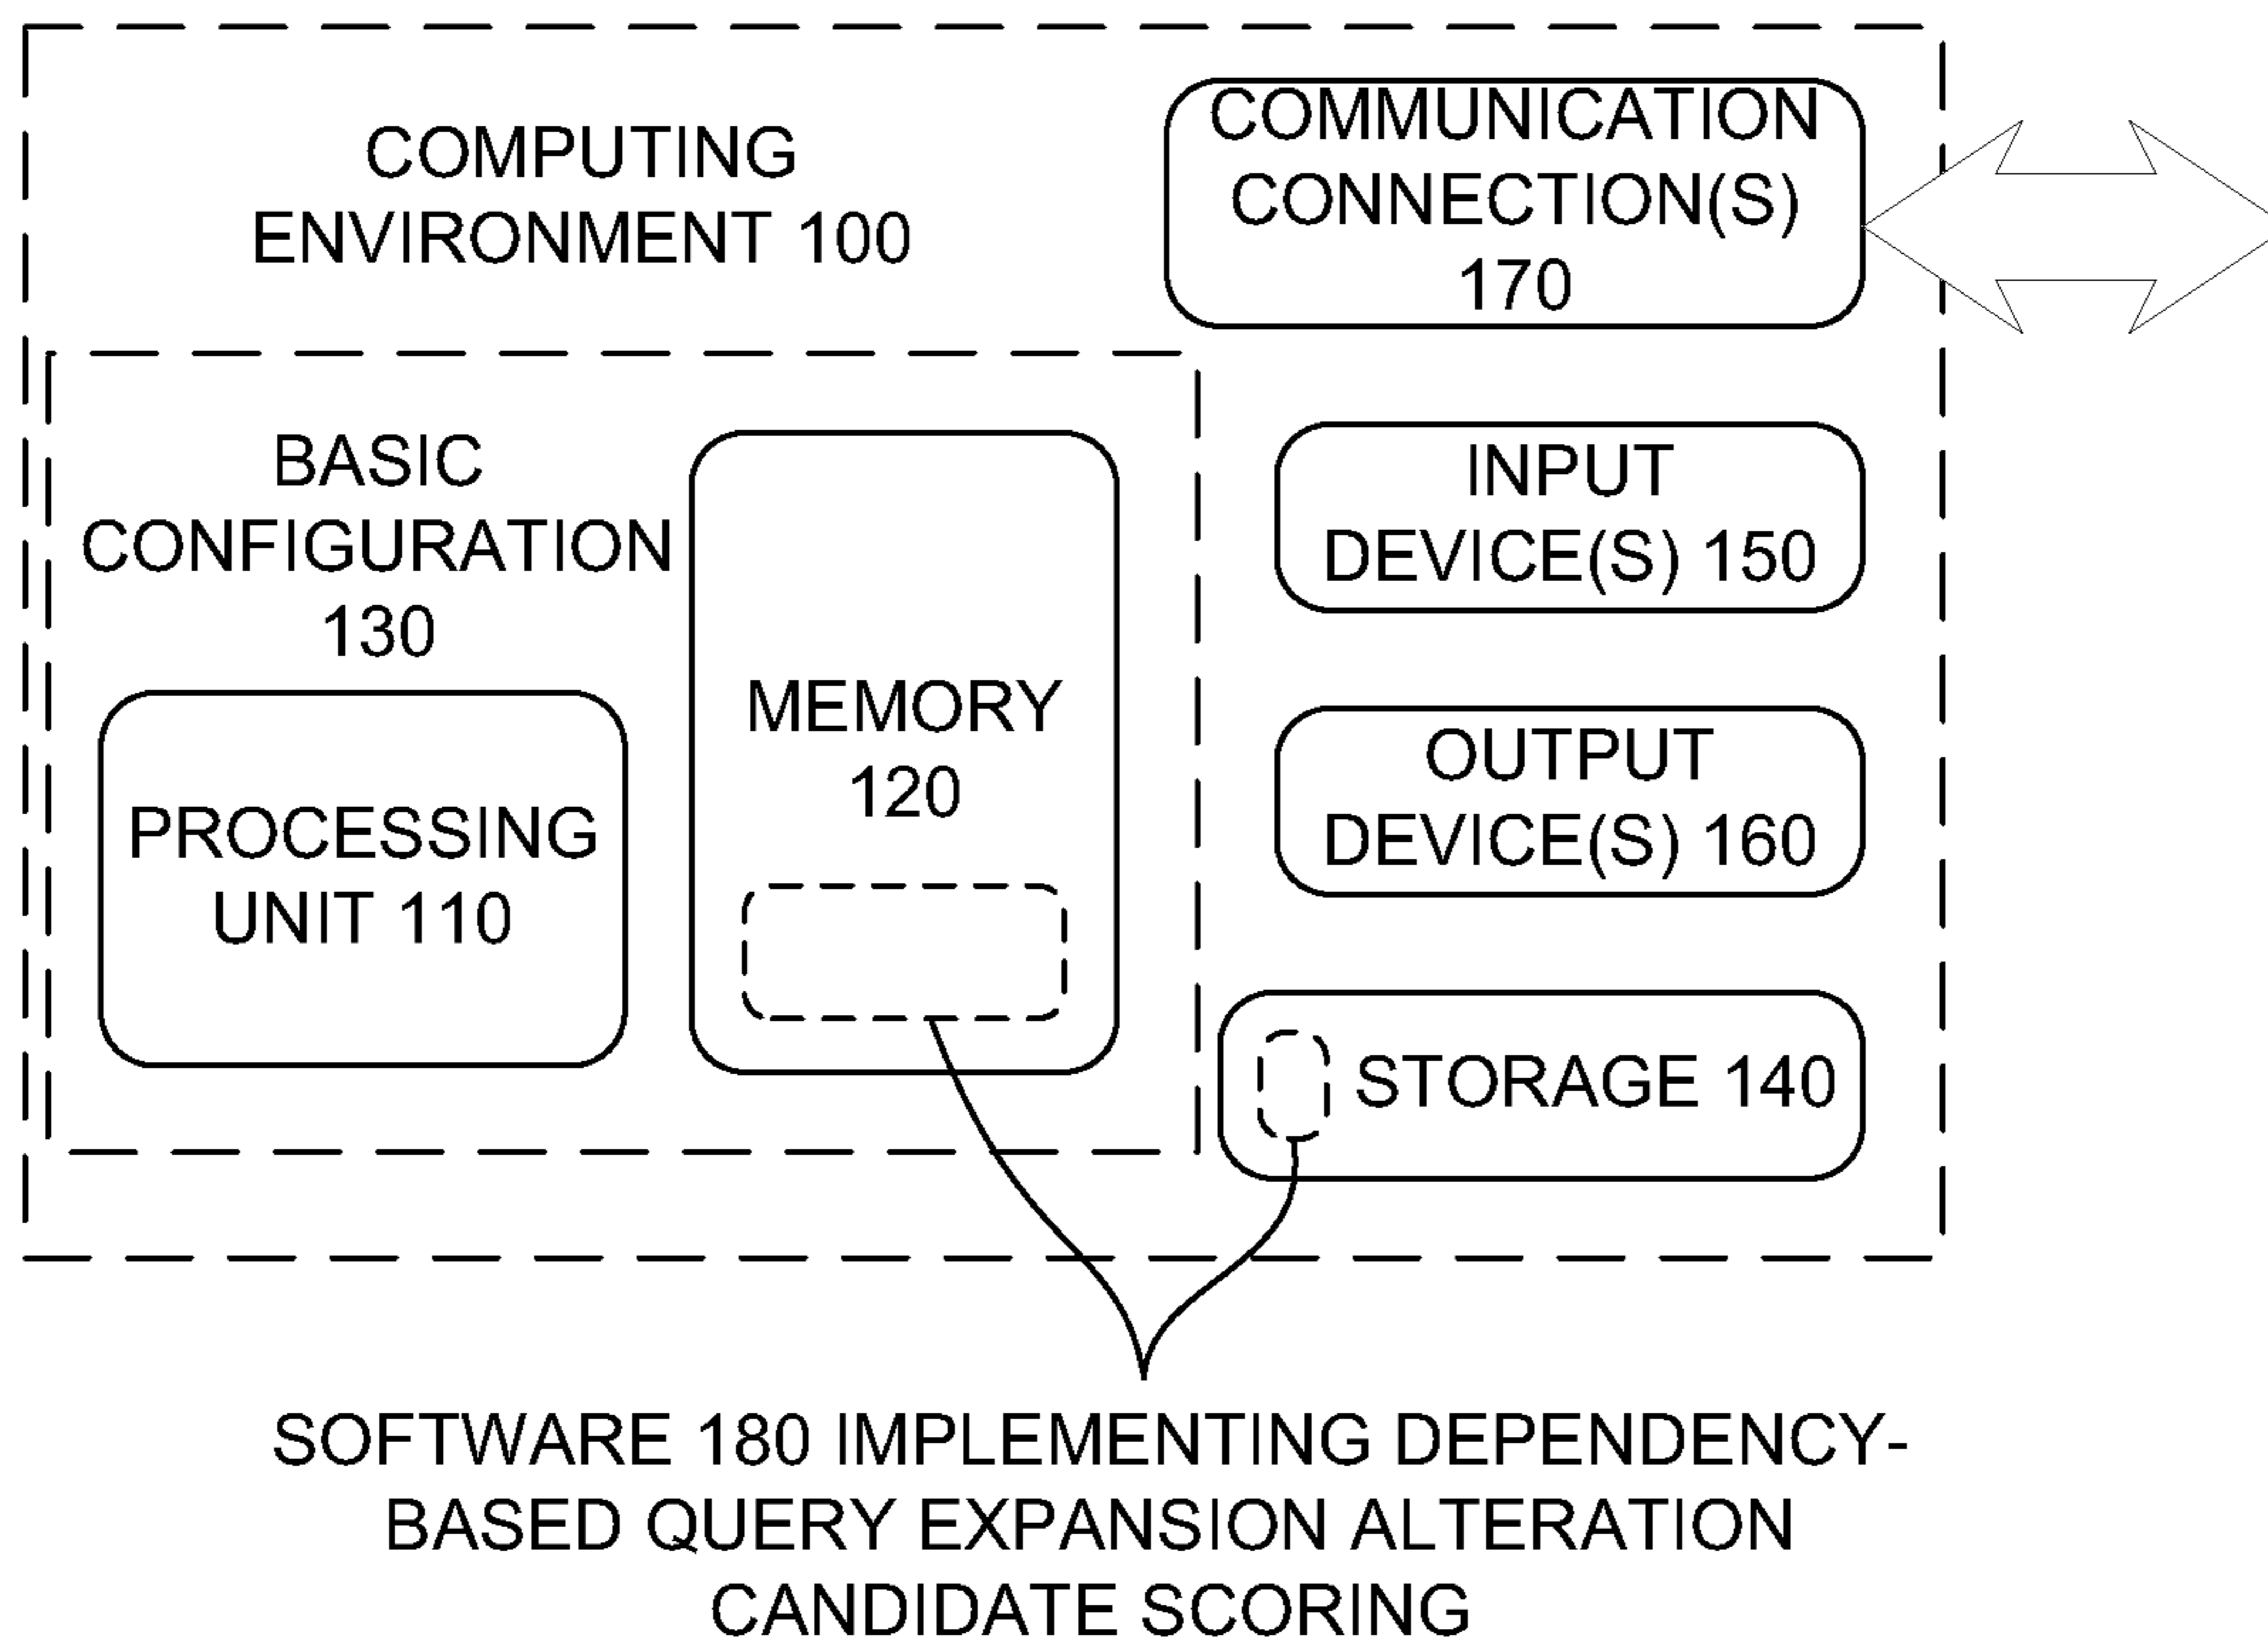 COMPUTING
ENVIRONMENT 100
COMMUNICATION
CONNECTION(S)
170
BASIC
CONFIGURATION
130
PROCESSING
UNIT 110
MEMORY
120
INPUT
DEVICE(S) 150
OUTPUT
DEVICE(S) 160
STORAGE 140
SOFTWARE 180 IMPLEMENTING DEPENDENCY-
BASED QUERY EXPANSION ALTERATION
CANDIDATE SCORING